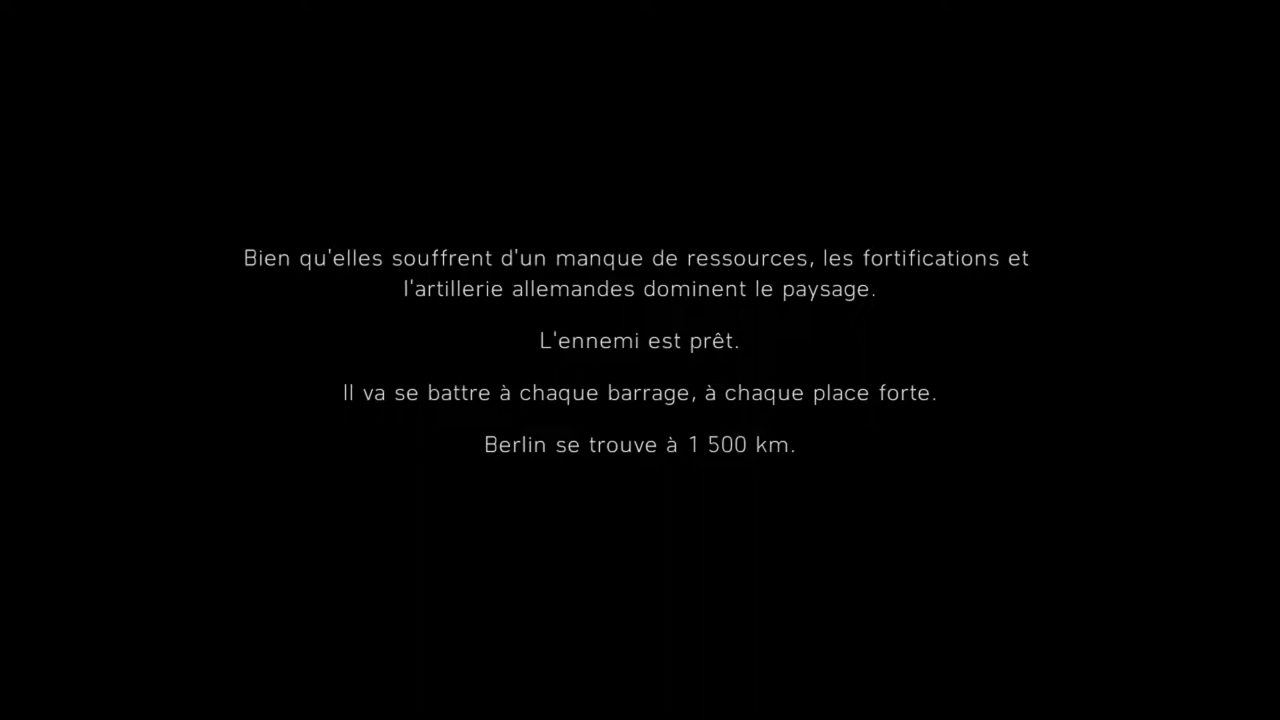 Bien qu'elles souffrent d'un manque de ressources, les fortifications et
l'artillerie allemandes dominent le paysage.
L'ennemi est prêt.
Il va se battre à chaque barrage, à chaque place forte.
Berlin se trouve à 1 500 km.